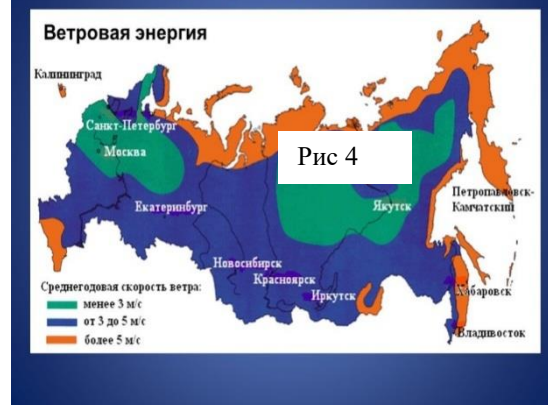 Ветровая энергия
Калининград
Санкт-Петербург
Москва
Рис 4
Екатеринбург
Якутск
Петропавловск-
Камчатский
Новосибирск
Красноярск
Иркутск
Хабаровск
Владивосток
Среднегодовая скорость ветра:
менее 3 м/с
от 3 до 5 м/с
более 5 м/с